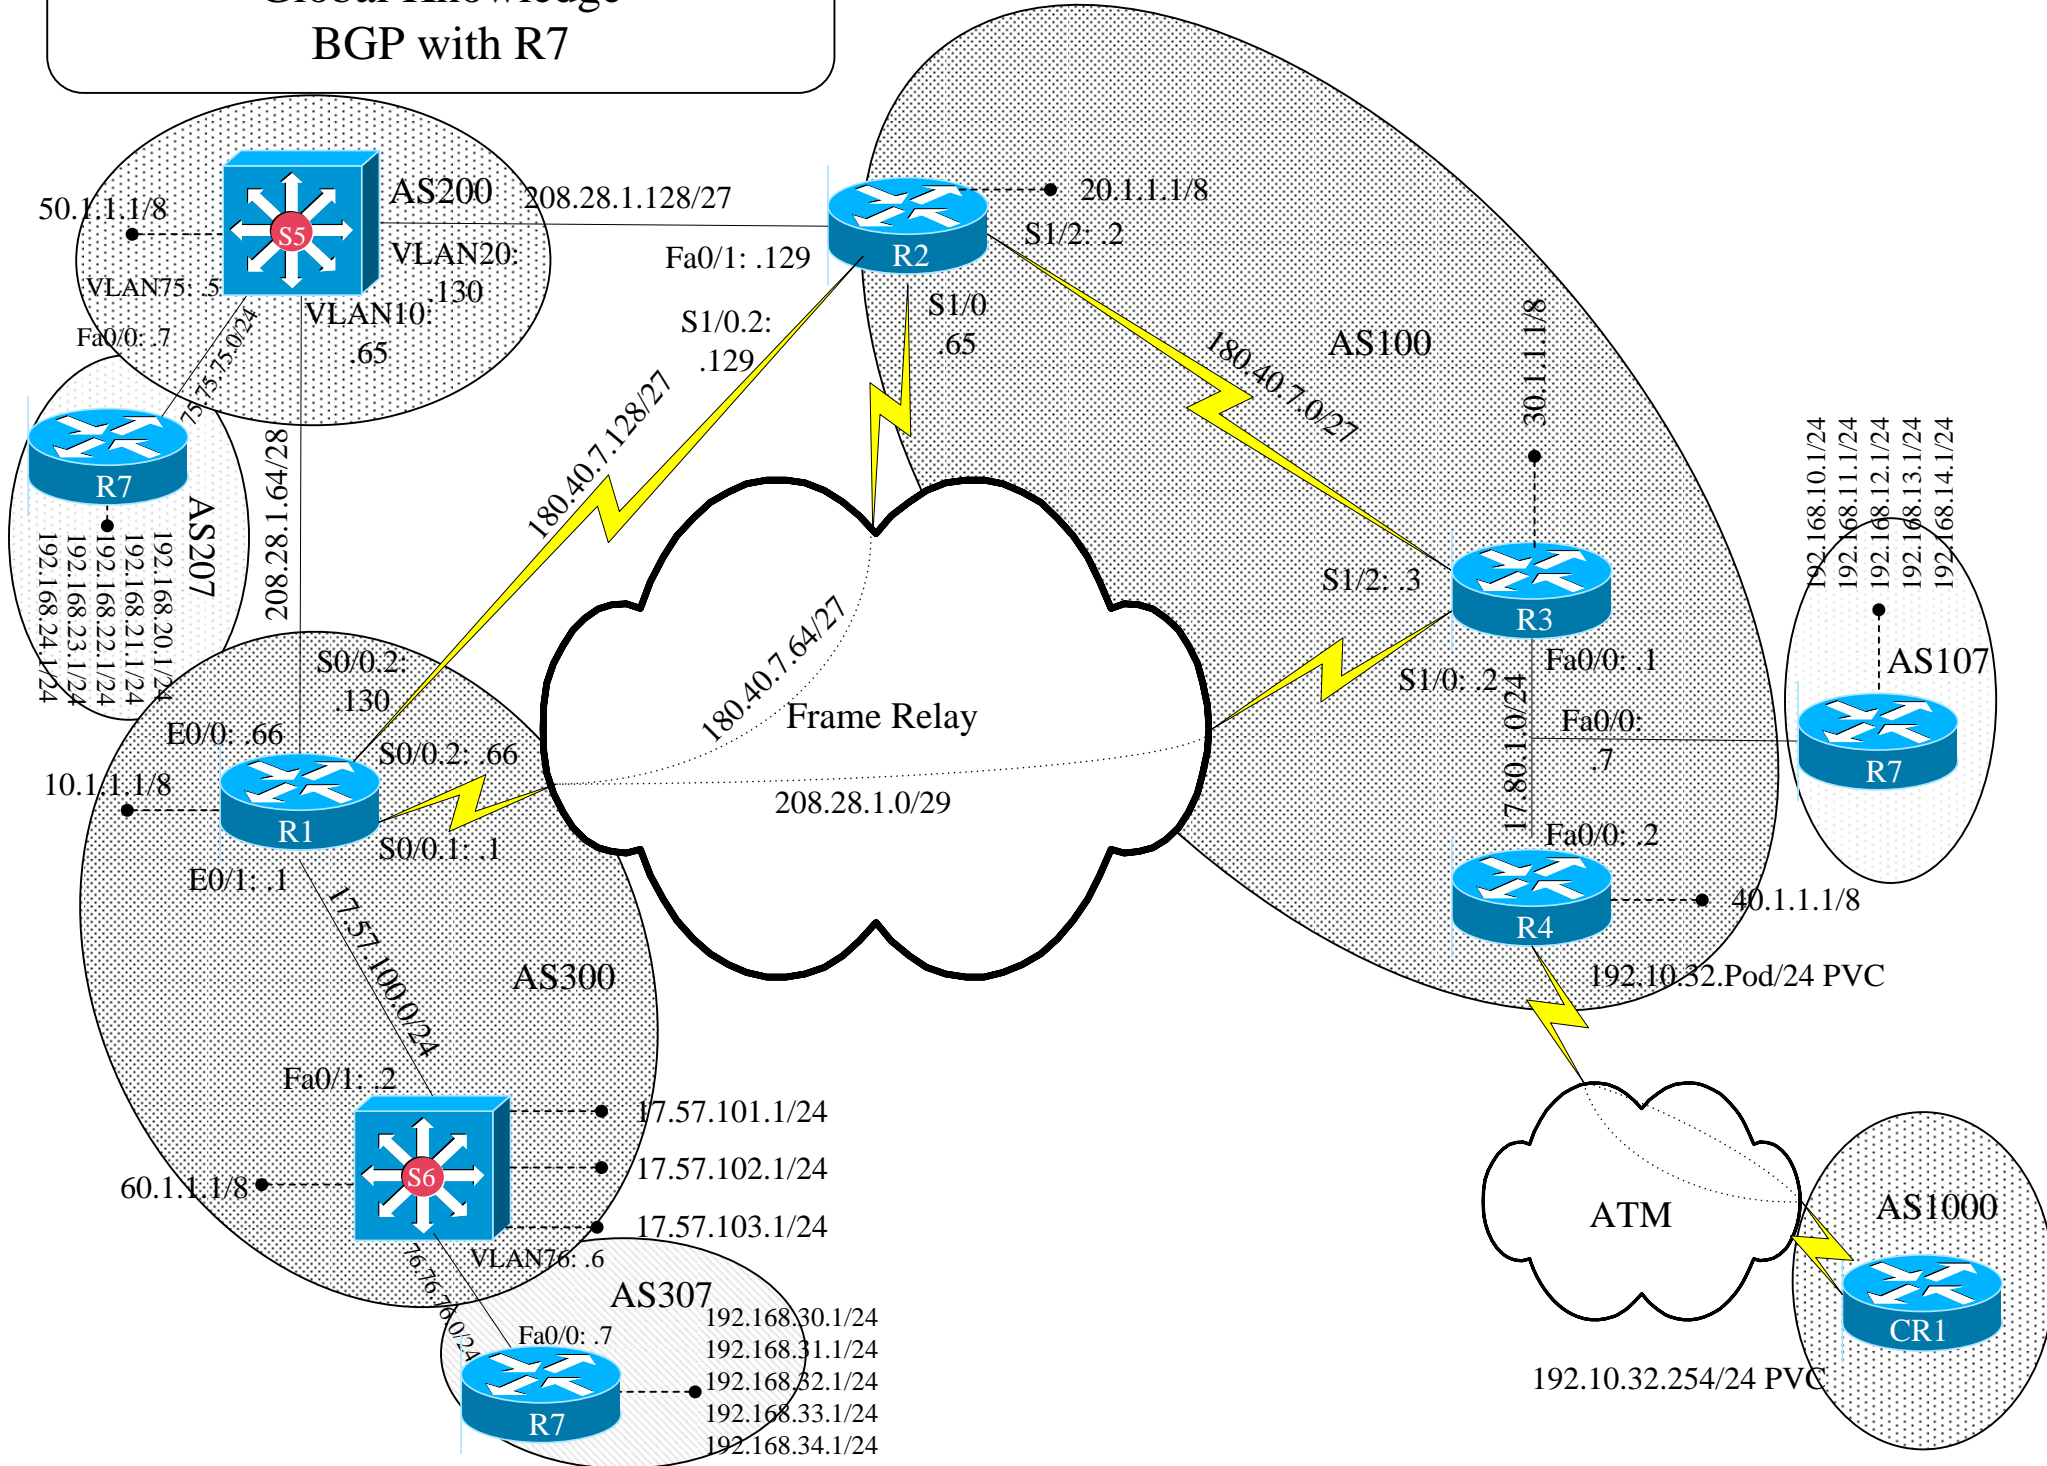 BGP with R7
50.1.1.1/8
S5
AS200
VLAN20:
.130
VLAN75: .5
VLAN10:
.65
Fa0/0: .7
75.75.75.0/24
208.28.1.128/27
R2
Fa0/1: .129
20.1.1.1/8
S1/2: .2
S1/0
.65
S1/0.2:
.129
180.40.7.128/27
180.40.7.0/27
AS100
30.1.1.1/8
R7
AS207
192.168.20.1/24
192.168.21.1/24
192.168.22.1/24
192.168.23.1/24
192.168.24.1/24
208.28.1.64/28
192.168.10.1/24
192.168.11.1/24
192.168.12.1/24
192.168.13.1/24
192.168.14.1/24
S1/2: .3
R3
Fa0/0: .1
S1/0: .2
AS107
Fa0/0:
.7
R7
17.80.1.0/24
S0/0.2:
.130
E0/0: .66
S0/0.2: .66
10.1.1.1/8
R1
S0/0.1: .1
E0/1: .1
180.40.7.64/27
Frame Relay
208.28.1.0/29
Fa0/0: .2
R4
40.1.1.1/8
192.10.32.Pod/24 PVC
17.57.100.0/24
AS300
Fa0/1: .2
17.57.101.1/24
17.57.102.1/24
17.57.103.1/24
S6
60.1.1.1/8
VLAN76: .6
76.76.76.0/24
AS307
Fa0/0: .7
R7
192.168.30.1/24
192.168.31.1/24
192.168.32.1/24
192.168.33.1/24
192.168.34.1/24
ATM
AS1000
CR1
192.10.32.254/24 PVC